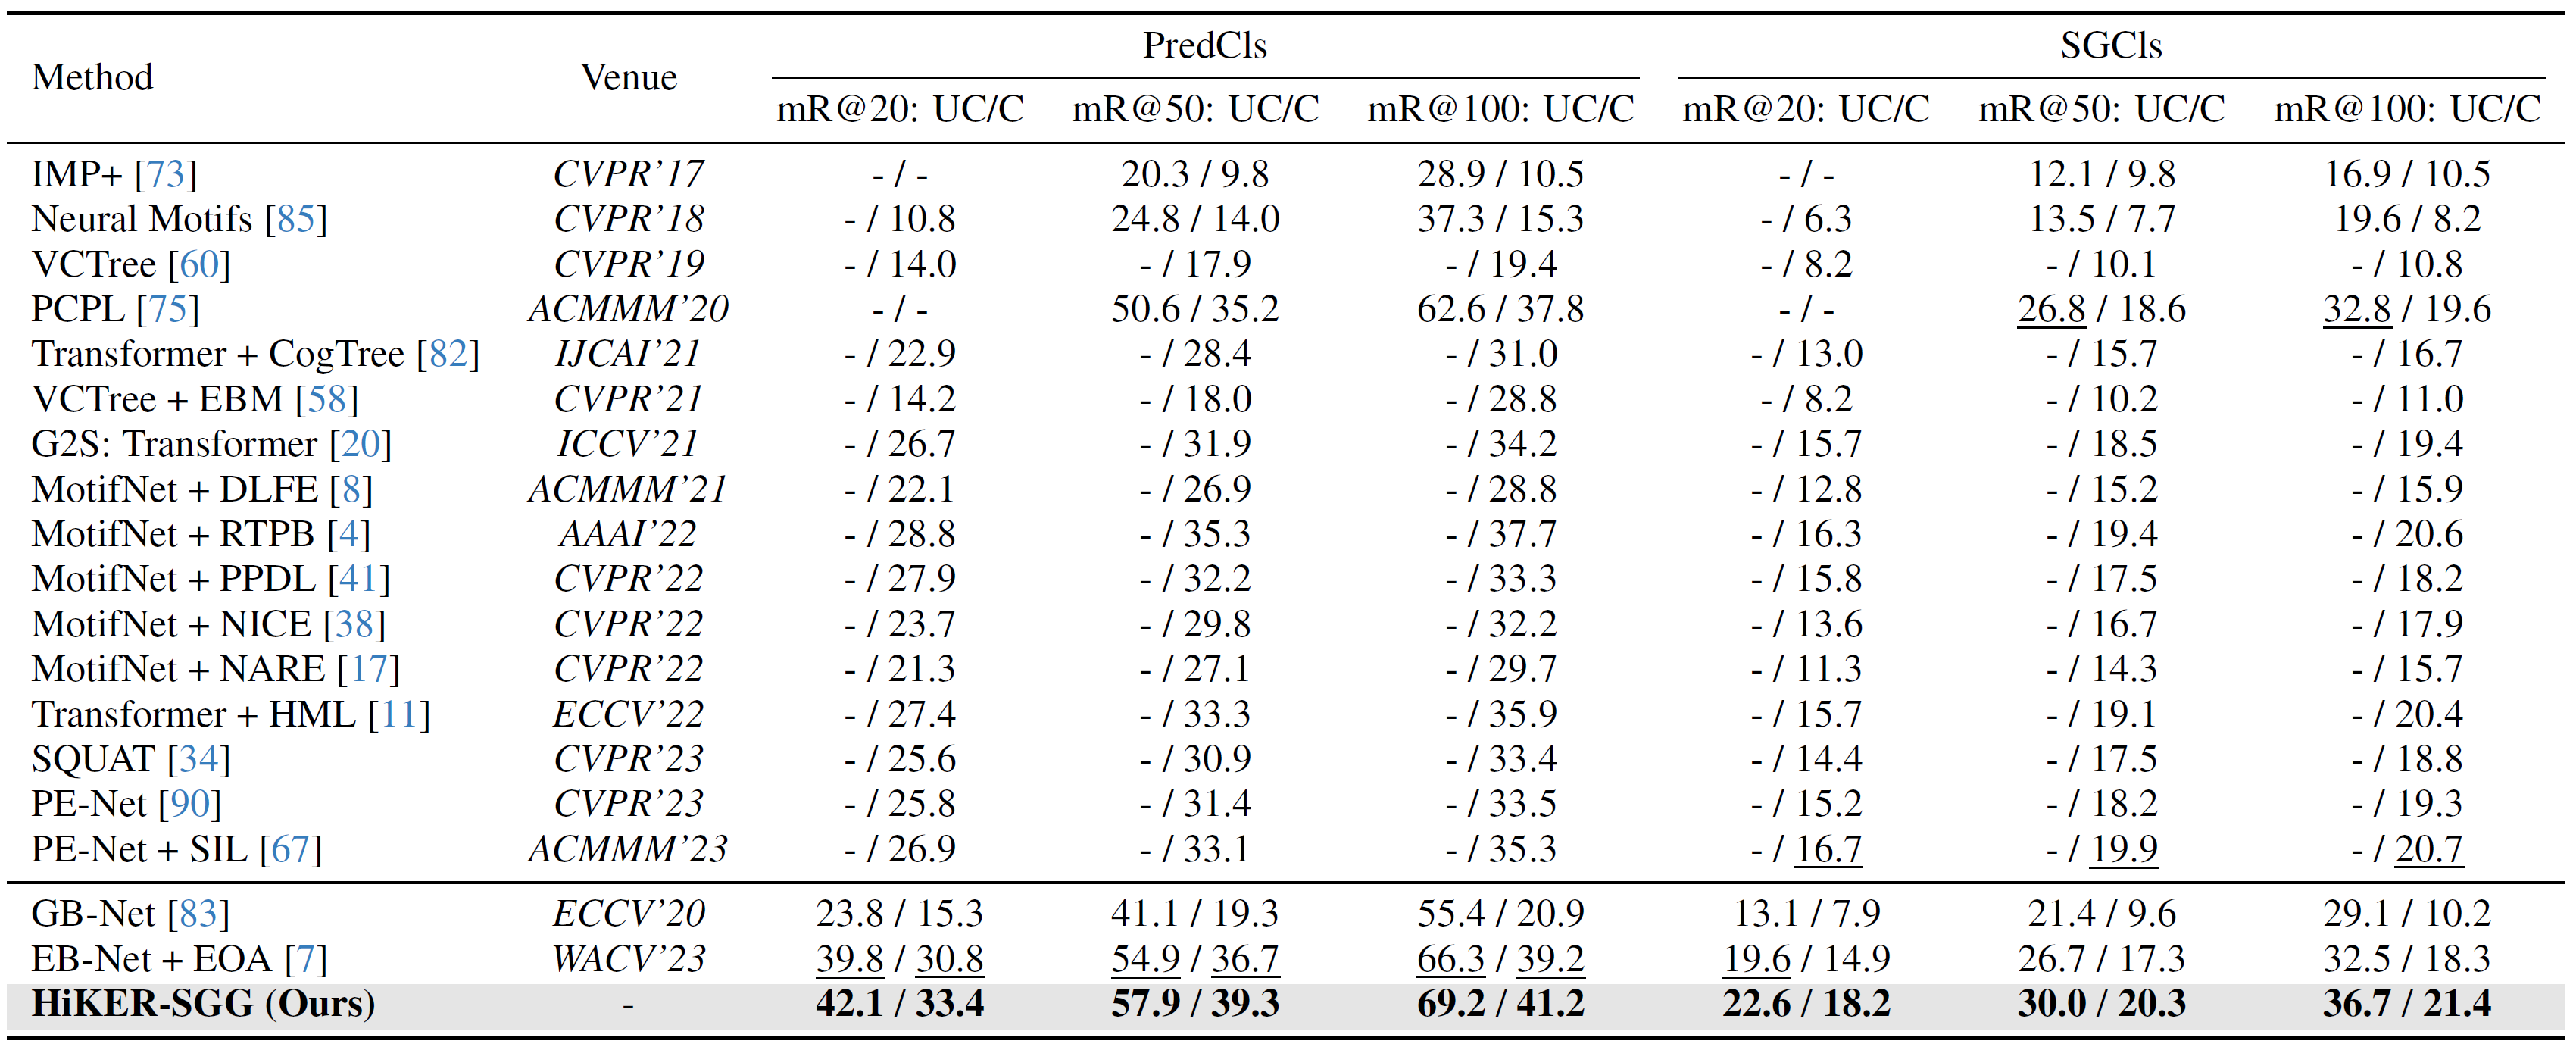 PredCls SGCls
Method Venue
mR@20: UC/C mR@50: UC/C mR@100: UC/C mR@20: UC/C mR@50: UC/C mR@100: UC/C
IMP+ [73] CVPR'17 - / - 20.3 / 9.8 28.9 / 10.5 - / - 12.1 / 9.8 16.9 / 10.5
Neural Motifs [85] CVPR'18 - / 10.8 24.8 / 14.0 37.3 / 15.3 - / 6.3 13.5 / 7.7 19.6 / 8.2
VCTree [60] CVPR'19 - / 14.0 - / 17.9 - / 19.4 - / 8.2 - / 10.1 - / 10.8
PCPL [75] ACMMM'20 - / - 50.6 / 35.2 62.6 / 37.8 - / - 26.8 / 18.6 32.8 / 19.6
Transformer + CogTree [82] IJCAI'21 - / 22.9 - / 28.4 - / 31.0 - / 13.0 - / 15.7 - / 16.7
VCTree + EBM [58] CVPR'21 - / 14.2 - / 18.0 - / 28.8 - / 8.2 - / 10.2 - / 11.0
G2S: Transformer [20] ICCV'21 - / 26.7 - / 31.9 - / 34.2 - / 15.7 - / 18.5 - / 19.4
MotifNet + DLFE [8] ACMMM'21 - / 22.1 - / 26.9 - / 28.8 - / 12.8 - / 15.2 - / 15.9
MotifNet + RTPB [4] AAAI'22 - / 28.8 - / 35.3 - / 37.7 - / 16.3 - / 19.4 - / 20.6
MotifNet + PPDL [41] CVPR'22 - / 27.9 - / 32.2 - / 33.3 - / 15.8 - / 17.5 - / 18.2
MotifNet + NICE [38] CVPR'22 - / 23.7 - / 29.8 - / 32.2 - / 13.6 - / 16.7 - / 17.9
MotifNet + NARE [17] CVPR'22 - / 21.3 - / 27.1 - / 29.7 - / 11.3 - / 14.3 - / 15.7
Transformer + HML [11] ECCV'22 - / 27.4 - / 33.3 - / 35.9 - / 15.7 - / 19.1 - / 20.4
SQUAT [34] CVPR'23 - / 25.6 - / 30.9 - / 33.4 - / 14.4 - / 17.5 - / 18.8
PE-Net [90] CVPR'23 - / 25.8 - / 31.4 - / 33.5 - / 15.2 - / 18.2 - / 19.3
PE-Net + SIL [67] ACMMM'23 - / 26.9 - / 33.1 - / 35.3 - / 16.7 - / 19.9 - / 20.7
GB-Net [83] ECCV'20 23.8 / 15.3 41.1 / 19.3 55.4 / 20.9 13.1 / 7.9 21.4 / 9.6 29.1 / 10.2
EB-Net + EOA [7] WACV'23 39.8 / 30.8 54.9 / 36.7 66.3 / 39.2 19.6 / 14.9 26.7 / 17.3 32.5 / 18.3
HiKER-SGG (Ours) - 42.1 / 33.4 57.9 / 39.3 69.2 / 41.2 22.6 / 18.2 30.0 / 20.3 36.7 / 21.4